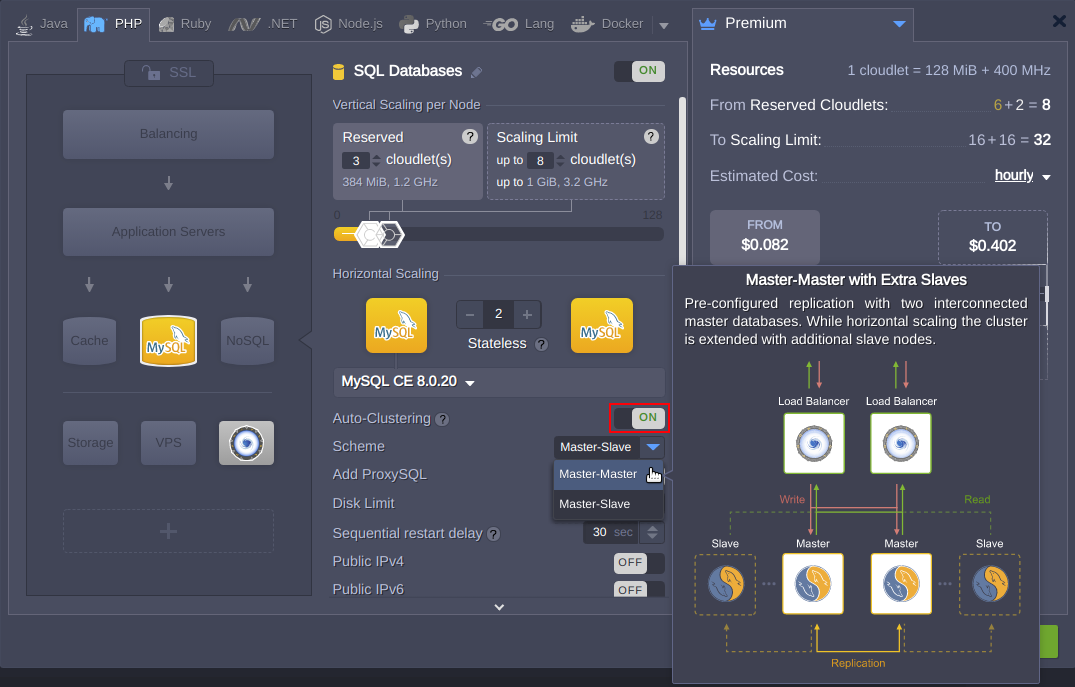 Java
PHP
Ruby
.NET
Node.js
Python
GO Lang
Docker
SSL
Balancing
Application Servers
Cache
MySQL
NoSQL
Storage
VPS
SQL Databases
ON
Vertical Scaling per Node
Reserved ?
3 cloudlet(s)
384 MiB, 1.2 GHz
Scaling Limit ?
up to 8 cloudlet(s)
up to 1 GiB, 3.2 GHz
0
128
Horizontal Scaling
MySQL
− 2 +
MySQL
Stateless ?
MySQL CE 8.0.20
Auto-Clustering ?
ON
Scheme
Master-Slave
Master-Master
Master-Slave
Add ProxySQL
Disk Limit
Sequential restart delay ?
30 sec
Public IPv4
OFF
Public IPv6
OFF
Premium
Resources
1 cloudlet = 128 MiB + 400 MHz
From Reserved Cloudlets:
6+2 = 8
To Scaling Limit:
16+16 = 32
Estimated Cost:
hourly
FROM
$0.082
TO
$0.402
Master-Master with Extra Slaves
Pre-configured replication with two interconnected
master databases. While horizontal scaling the cluster
is extended with additional slave nodes.
Load Balancer
Load Balancer
Write
Read
Slave
Master
Master
Slave
Replication